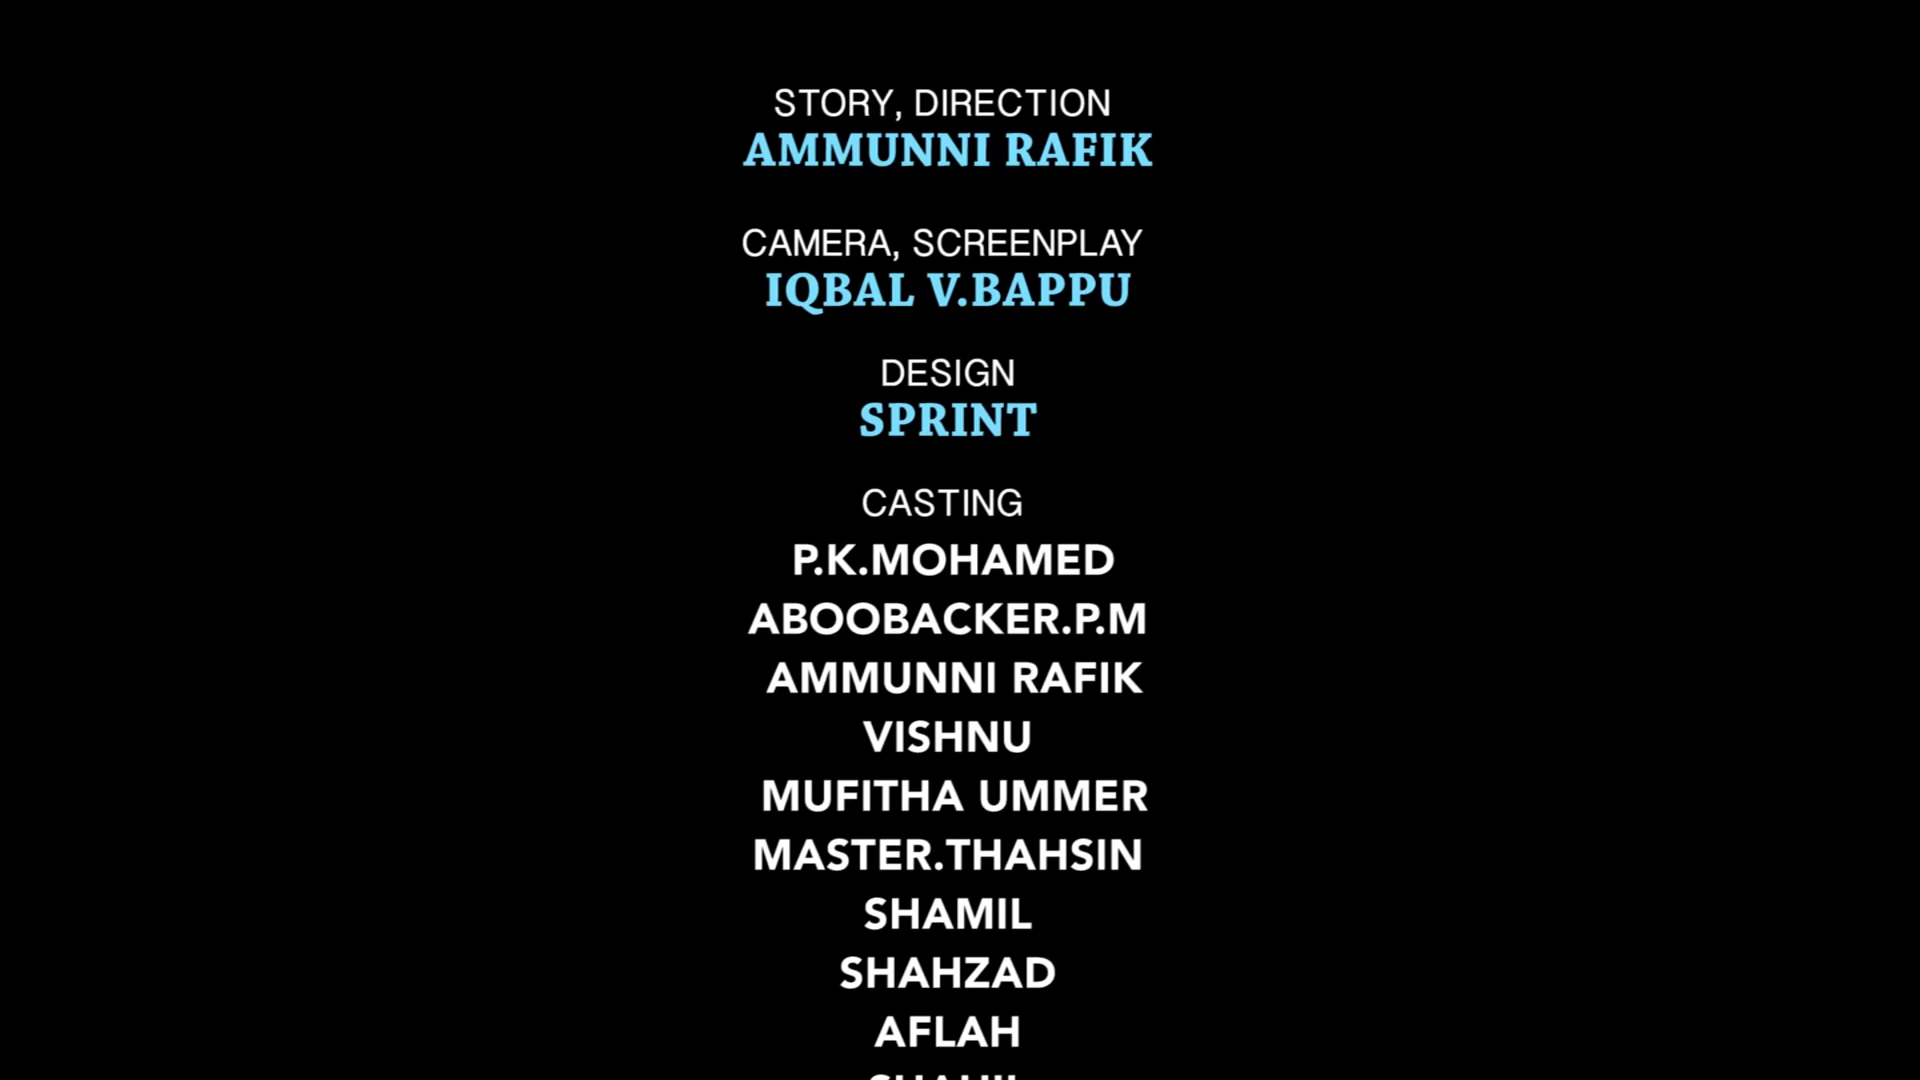 STORY, DIRECTION
AMMUNNI RAFIK
CAMERA, SCREENPLAY
IQBAL V.BAPPU
DESIGN
SPRINT
CASTING
P.K.MOHAMED
ABOOBACKER.P.M
AMMUNNI RAFIK
VISHNU
MUFITHA UMMER
MASTER.THAHSIN
SHAMIL
SHAHZAD
AFLAH